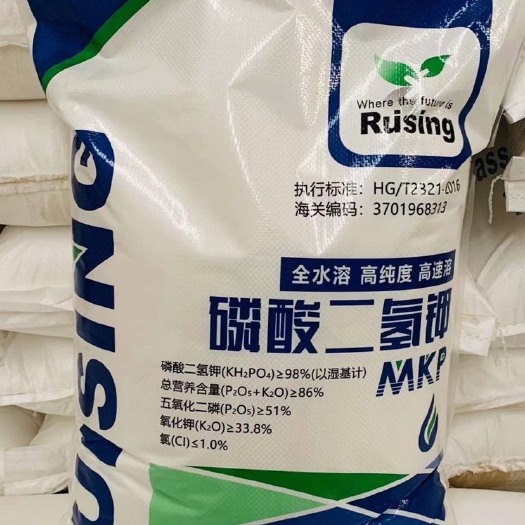 Where the future is
Rüsing
执行标准：HG/T2321-2016
海关编码：3701968313
全水溶 高纯度 高速溶
磷酸二氢钾
MKP
磷酸二氢钾(KH₂PO₄)≥98%(以湿基计)
总营养含量(P₂O₅+K₂O)≥86%
五氧化二磷(P₂O₅)≥51%
氧化钾(K₂O)≥33.8%
氯(Cl)≤1.0%
USING